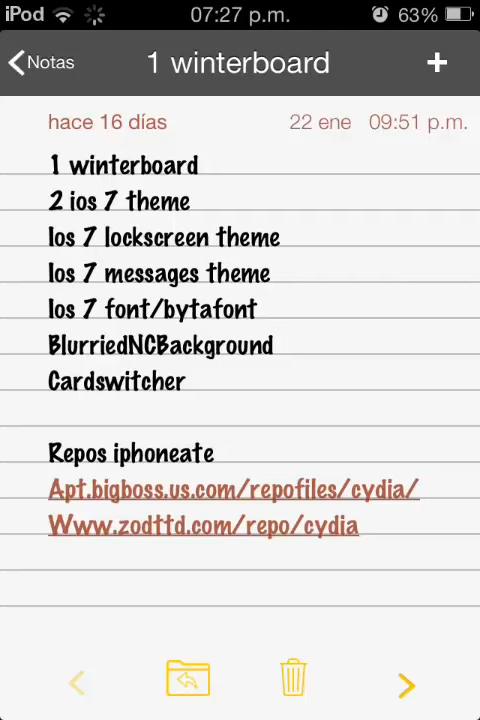 iPod 07:27 p.m. 63%
Notas 1 winterboard +
hace 16 días 22 ene 09:51 p.m.
1 winterboard
2 ios 7 theme
Ios 7 lockscreen theme
Ios 7 messages theme
Ios 7 font/bytafont
BlurriedNCBackground
Cardswitcher
Repos iphoneate
Apt.bigboss.us.com/repofiles/cydia/
Www.zodttd.com/repo/cydia